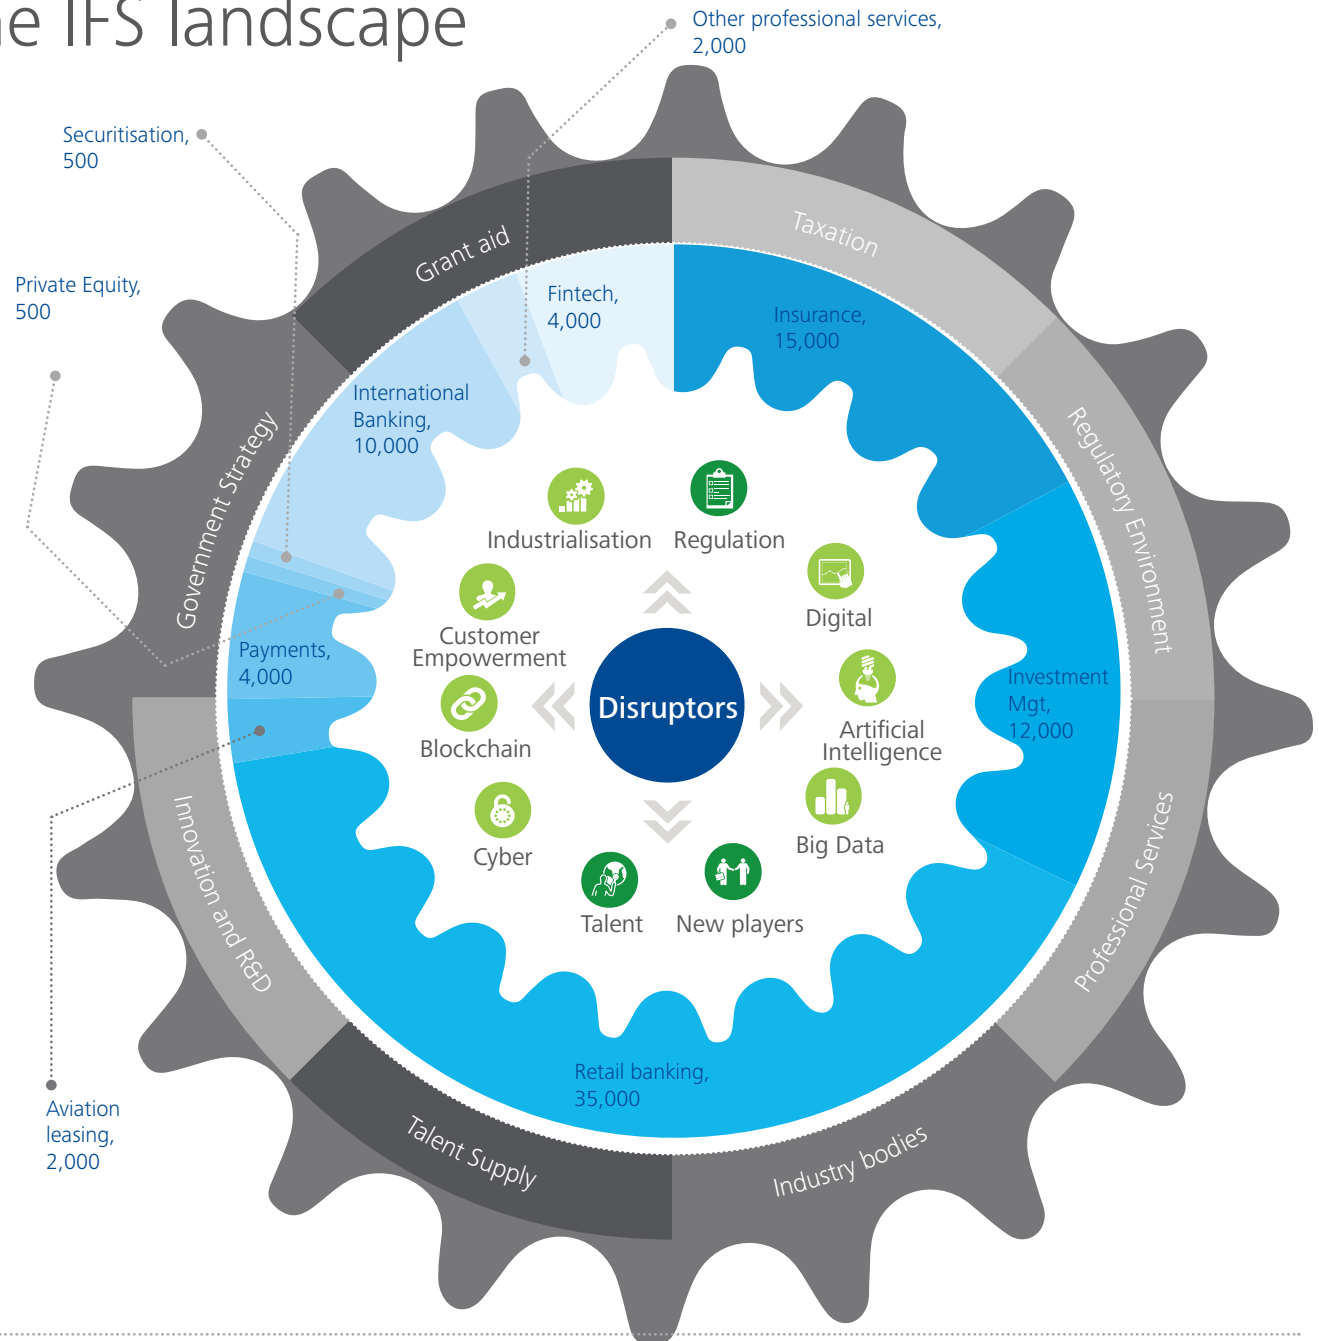 IFS landscape
Other professional services,
2,000
Securitisation,
500
Private Equity,
500
Grant aid
Taxation
Fintech,
4,000
Insurance,
15,000
International
Banking,
10,000
Government Strategy
Regulatory Environment
Industrialisation
Regulation
Digital
Customer
Empowerment
Payments,
4,000
Disruptors
Investment
Mgt,
12,000
Artificial
Intelligence
Blockchain
Big Data
Cyber
Talent
New players
Innovation and R&D
Professional Services
Retail banking,
35,000
Aviation
leasing,
2,000
Talent Supply
Industry bodies